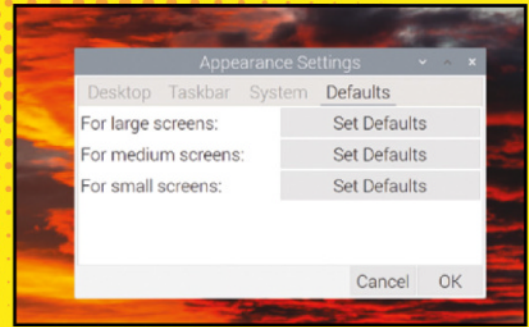 Appearance Settings
Desktop Taskbar System Defaults
For large screens: Set Defaults
For medium screens: Set Defaults
For small screens: Set Defaults
Cancel OK